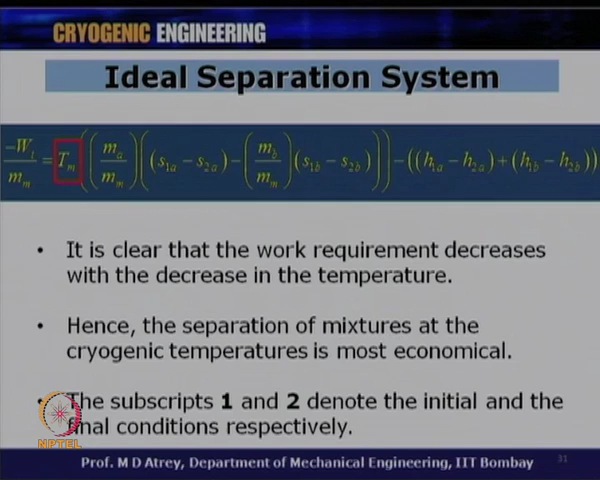 CRYOGENIC ENGINEERING
Ideal Separation System
−W_i/m_m = T_m((m_a/m_m)((s_1a − s_2a) − (m_b/m_m)(s_1b − s_2b))) − ((h_1a − h_2a) + (h_1b − h_2b))
• It is clear that the work requirement decreases
with the decrease in the temperature.
• Hence, the separation of mixtures at the
cryogenic temperatures is most economical.
• The subscripts 1 and 2 denote the initial and the
final conditions respectively.
NPTEL
Prof. M D Atrey, Department of Mechanical Engineering, IIT Bombay
31